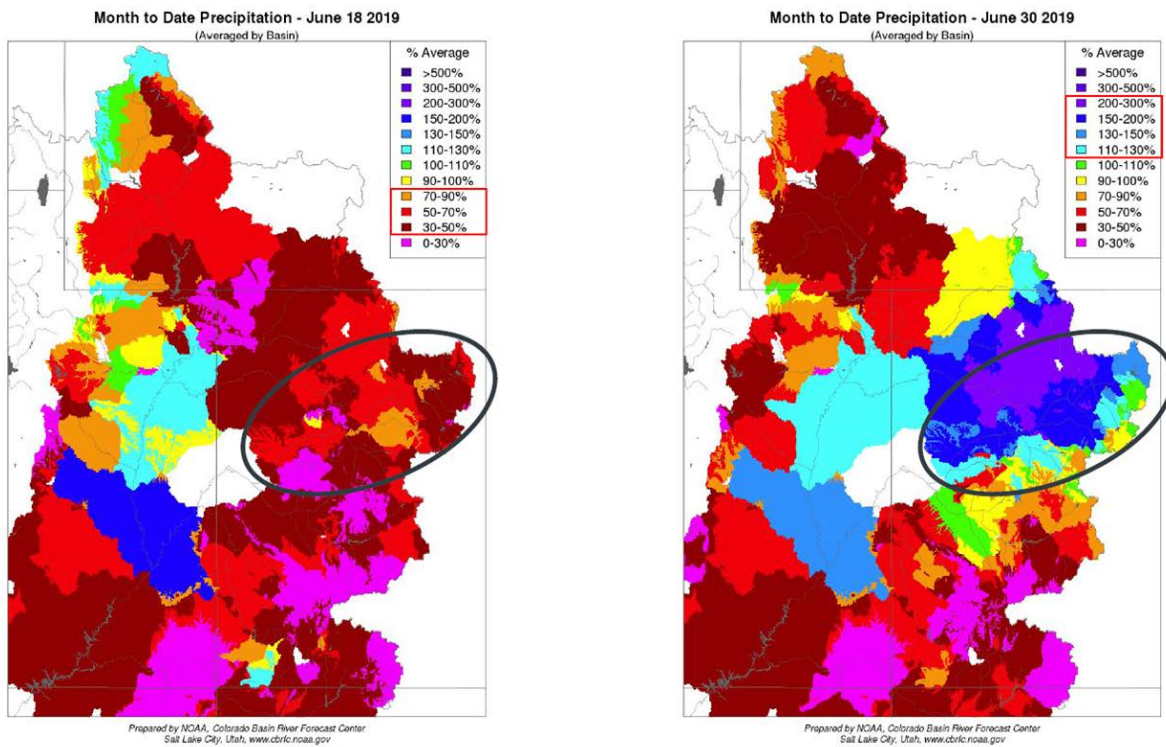 Month to Date Precipitation - June 18 2019
(Averaged by Basin)
% Average
>500%
300-500%
200-300%
150-200%
130-150%
110-130%
100-110%
90-100%
70-90%
50-70%
30-50%
0-30%
Prepared by NOAA, Colorado Basin River Forecast Center
Salt Lake City, Utah, www.cbrfc.noaa.gov
Month to Date Precipitation - June 30 2019
(Averaged by Basin)
% Average
>500%
300-500%
200-300%
150-200%
130-150%
110-130%
100-110%
90-100%
70-90%
50-70%
30-50%
0-30%
Prepared by NOAA, Colorado Basin River Forecast Center
Salt Lake City, Utah, www.cbrfc.noaa.gov